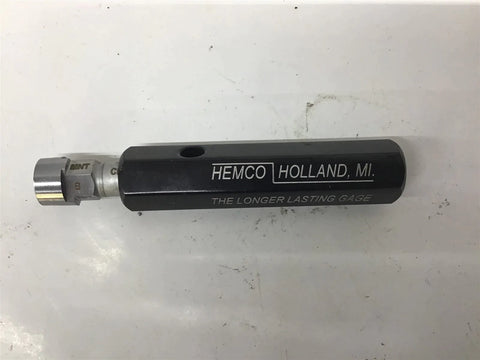 HEMCO HOLLAND, MI.
THE LONGER LASTING GAGE